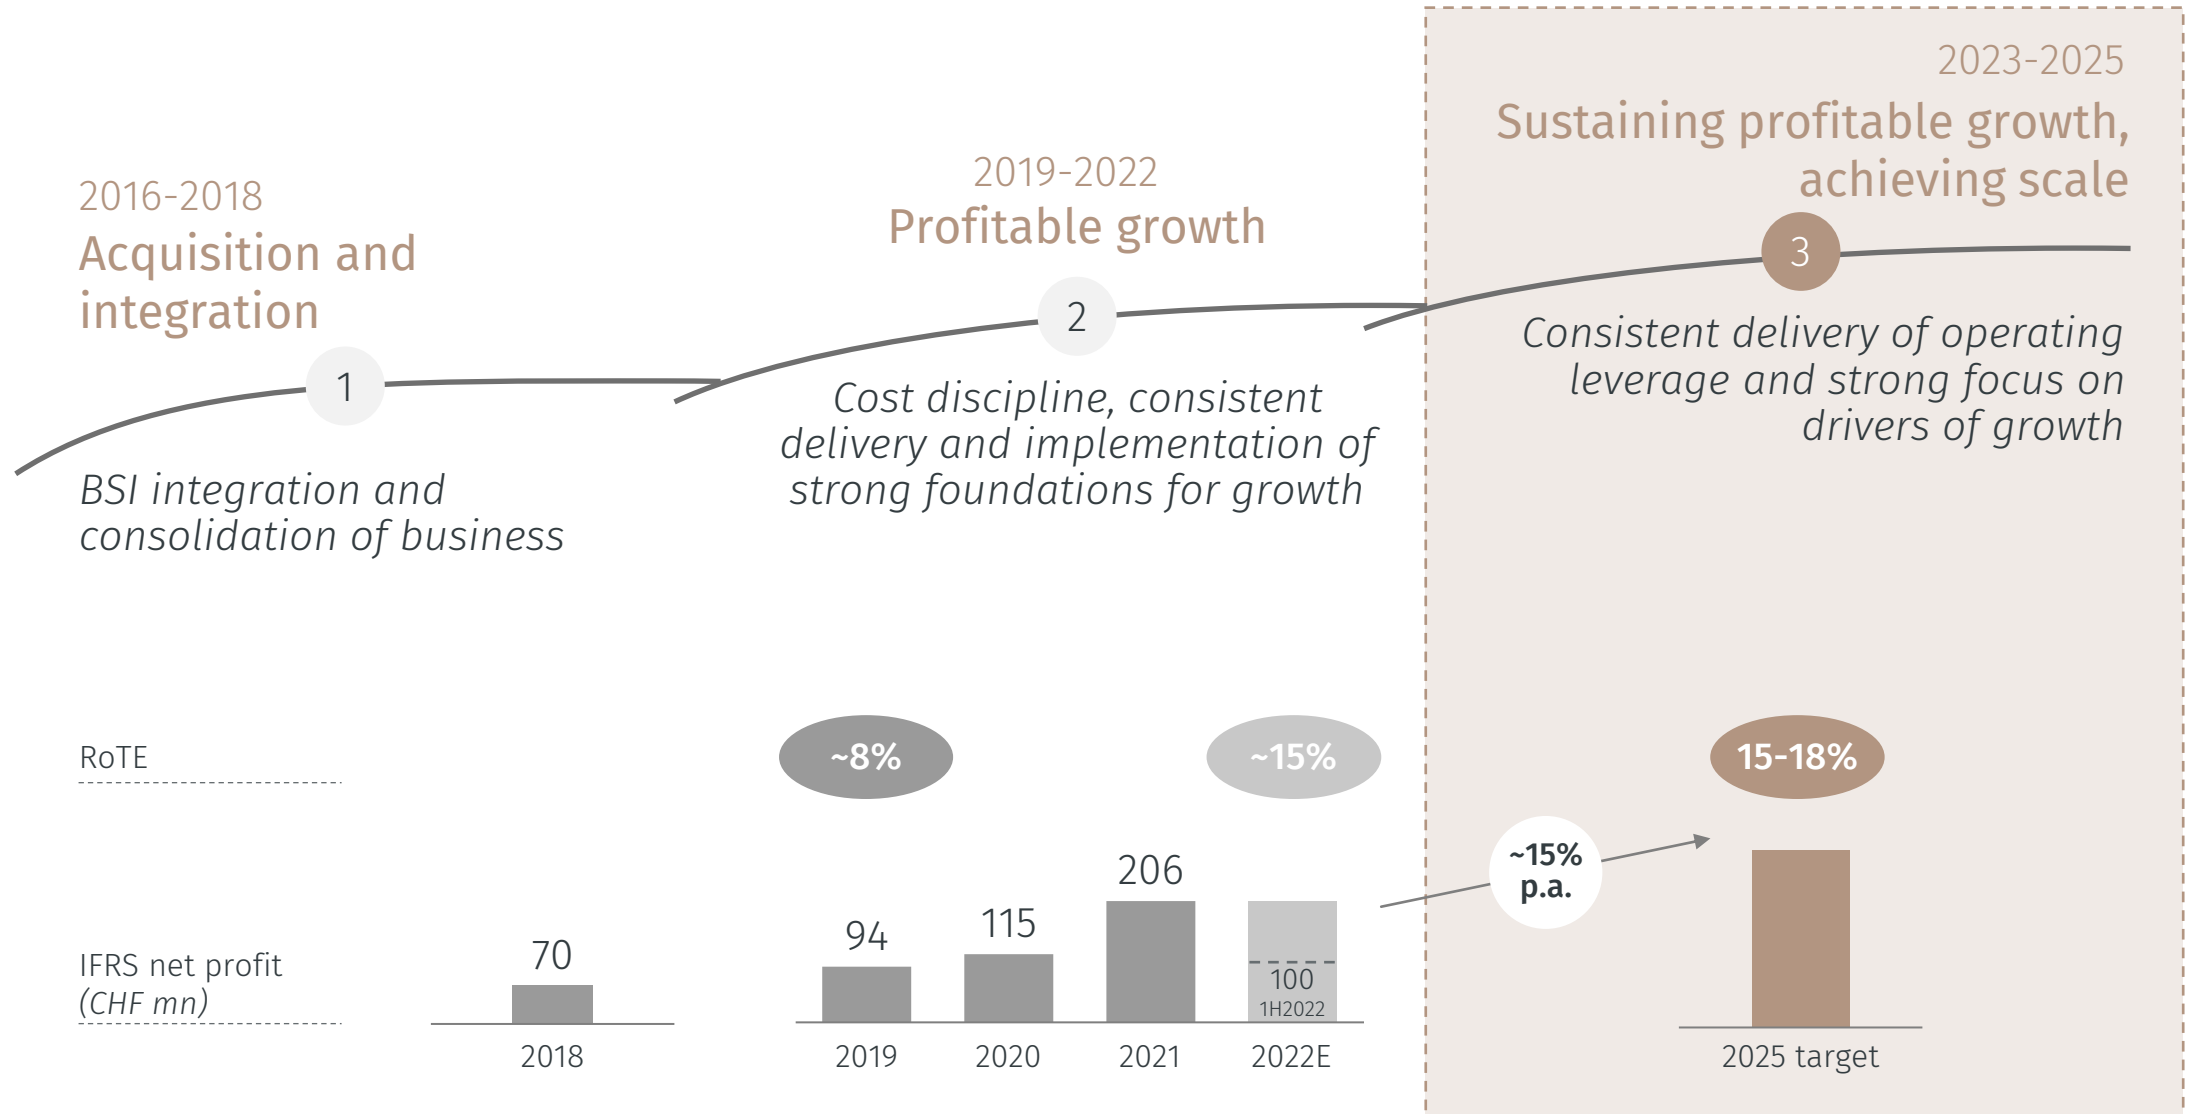 2016-2018
Acquisition and
integration
1
BSI integration and
consolidation of business
2019-2022
Profitable growth
2
Cost discipline, consistent
delivery and implementation of
strong foundations for growth
2023-2025
Sustaining profitable growth,
achieving scale
3
Consistent delivery of operating
leverage and strong focus on
drivers of growth
RoTE
~8%
~15%
15-18%
~15%
p.a.
IFRS net profit
(CHF mn)
70
94
115
206
100
1H2022
2018
2019
2020
2021
2022E
2025 target